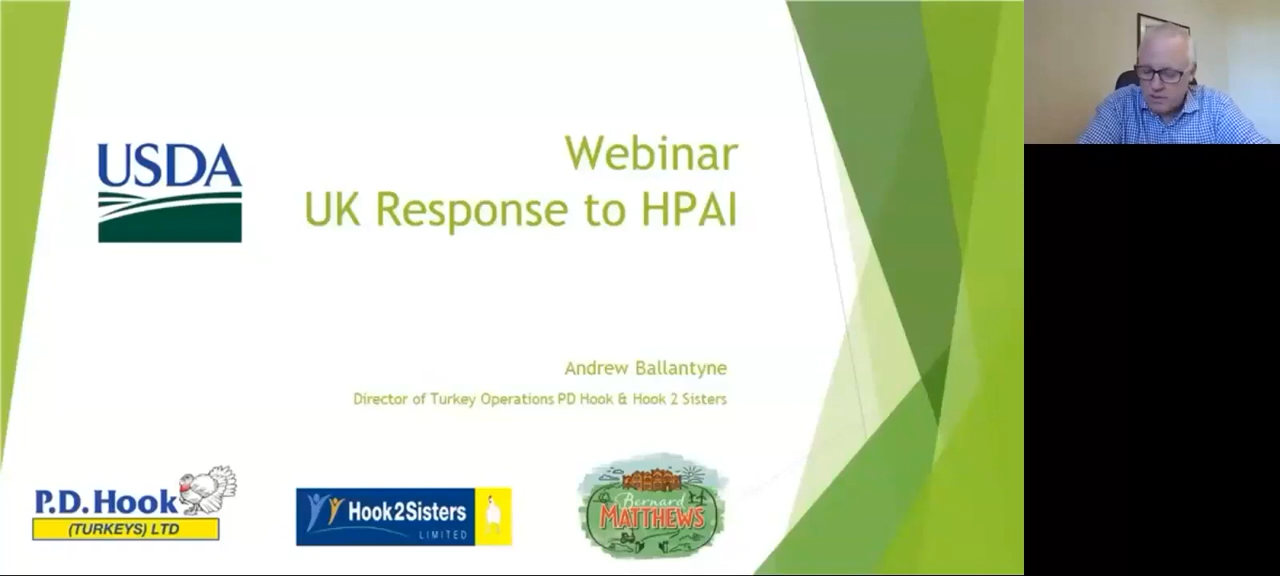 USDA
Webinar
UK Response to HPAI
Andrew Ballantyne
Director of Turkey Operations PD Hook & Hook 2 Sisters
P.D. Hook
(TURKEYS) LTD
Hook2Sisters
LIMITED
Bernard
MATTHEWS